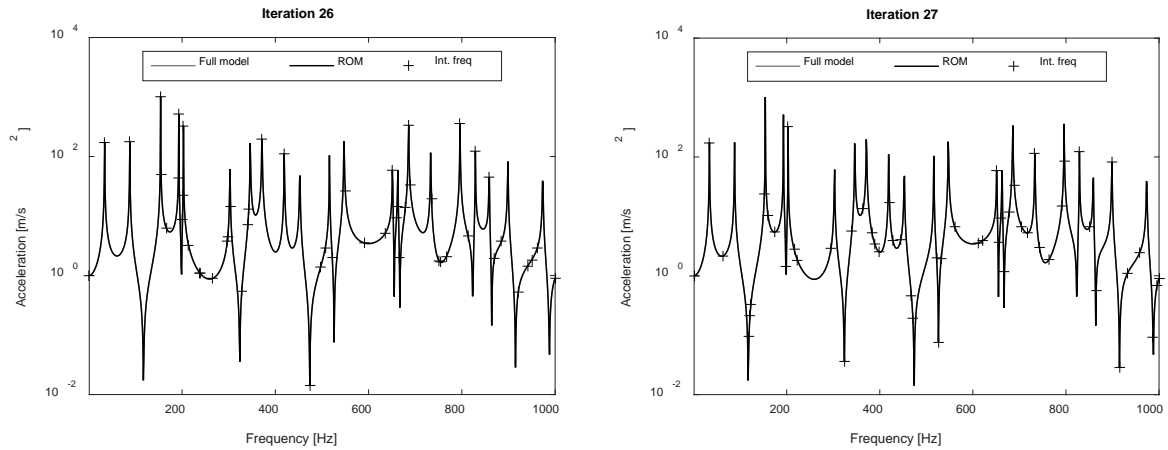 Iteration 26
10 4
Full model ROM Int. freq
10 2
10 0
10 -2
Acceleration [m/s 2 ]
200 400 600 800 1000
Frequency [Hz]
Iteration 27
10 4
Full model ROM Int. freq
10 2
10 0
10 -2
Acceleration [m/s 2 ]
200 400 600 800 1000
Frequency [Hz]